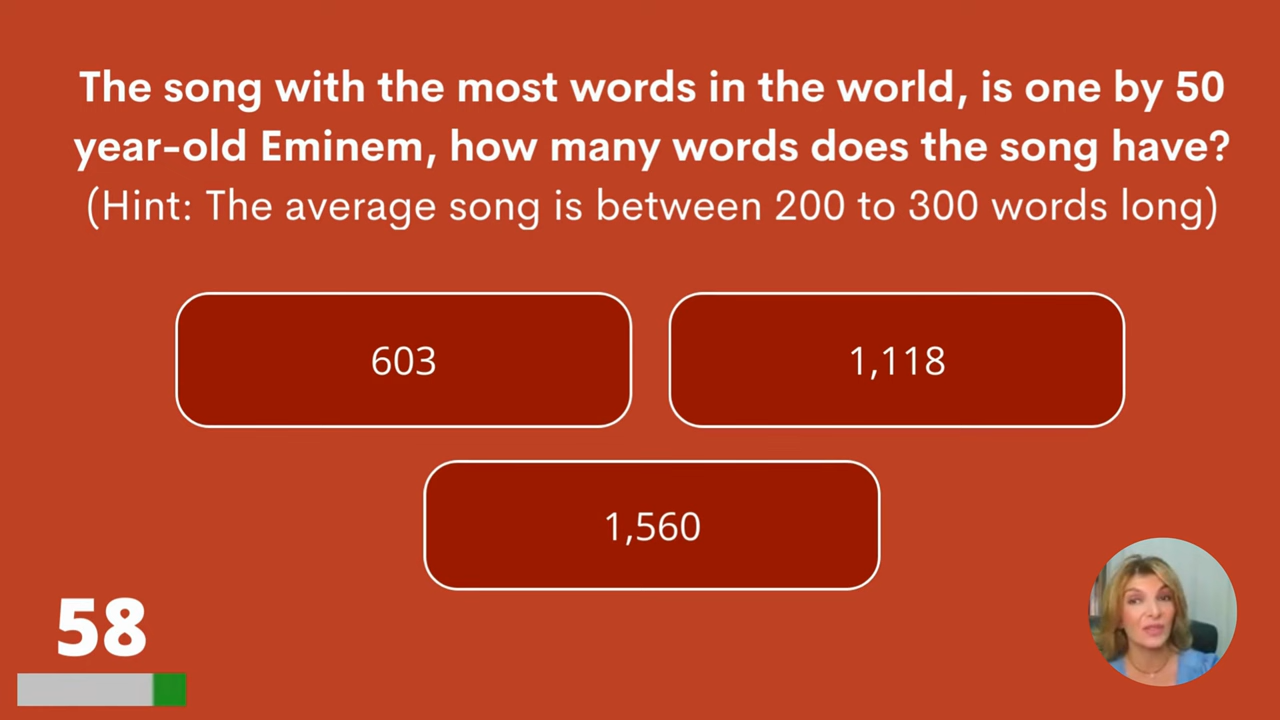 The song with the most words in the world, is one by 50
year-old Eminem, how many words does the song have?
(Hint: The average song is between 200 to 300 words long)
603
1,118
1,560
58